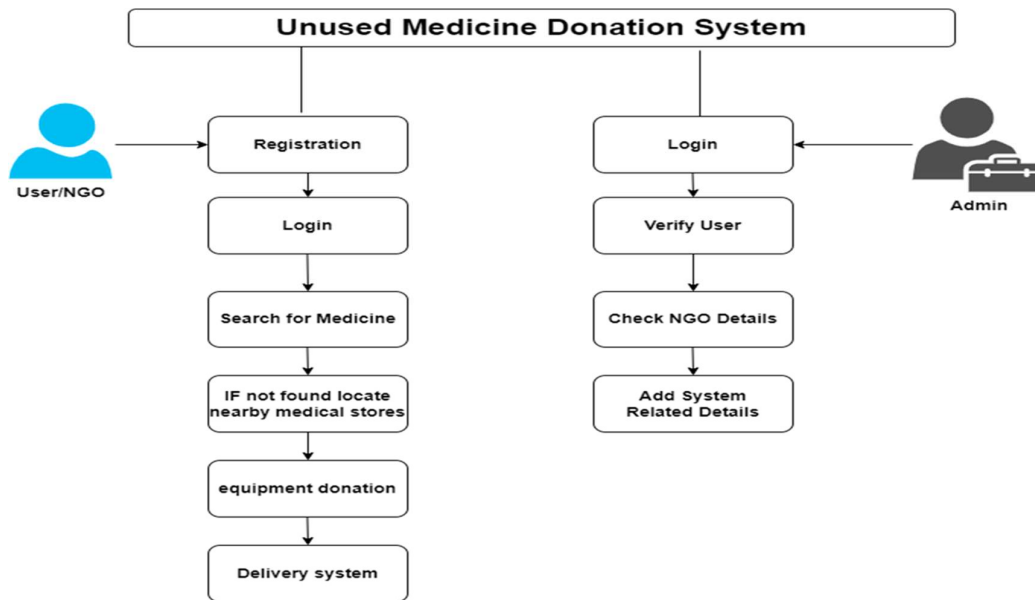 Unused Medicine Donation System
User/NGO
Registration
Login
Search for Medicine
IF not found locate
nearby medical stores
equipment donation
Delivery system
Login
Verify User
Check NGO Details
Add System
Related Details
Admin